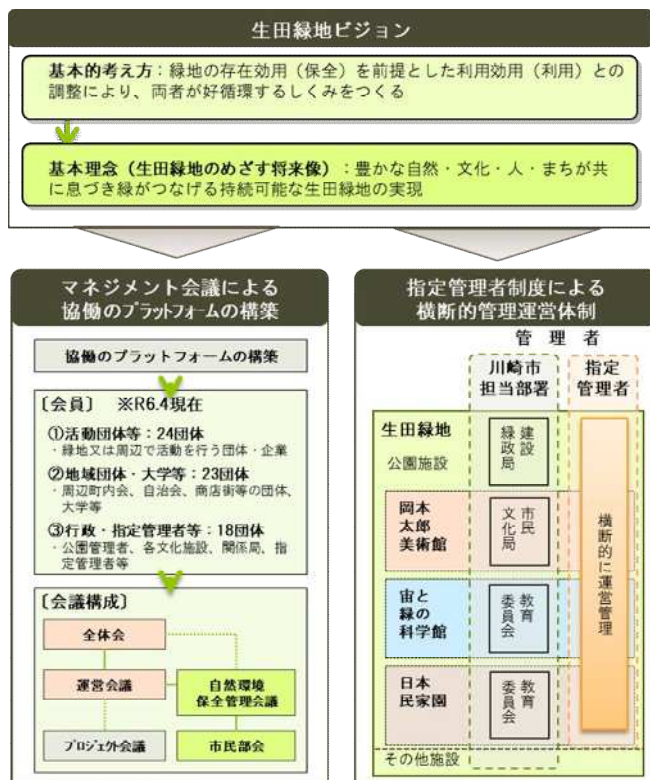 生田緑地ビジョン
基本的考え方：緑地の存在効用（保全）を前提とした利用効用（利用）との
調整により、両者が好循環するしくみをつくる
基本理念（生田緑地のめざす将来像）：豊かな自然・文化・人・まちが共
に息づき緑がつなげる持続可能な生田緑地の実現
マネジメント会議による
協働のプラットフォームの構築
協働のプラットフォームの構築
〔会員〕 ※R6.4現在
①活動団体等：24団体
・緑地又は周辺で活動を行う団体・企業
②地域団体・大学等：23団体
・周辺町内会、自治会、商店街等の団体、
大学等
③行政・指定管理者等：18団体
・公園管理者、各文化施設、関係局、指
定管理者等
〔会議構成〕
全体会
運営会議
自然環境
保全管理会議
プロジェクト会議
市民部会
指定管理者制度による
横断的管理運営体制
管理者
川崎市
担当部署
指定
管理者
生田緑地
公園施設
建設
緑政局
岡本
太郎
美術館
市民
文化局
宙と
緑の
科学館
教育
委員会
日本
民家園
教育
委員会
その他施設
横断的に運営管理